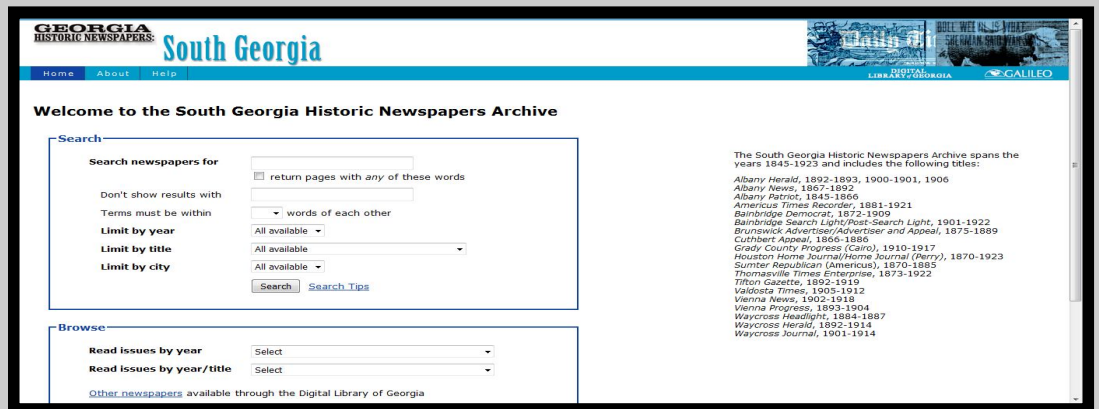 GEORGIA
HISTORIC NEWSPAPERS:
South Georgia
BOLL WEEVIL IS WHAT
SHERMAN SAID WAR IS
Daily
Home About Help
DIGITAL
LIBRARY of GEORGIA
GALILEO
Welcome to the South Georgia Historic Newspapers Archive
Search
Search newspapers for
return pages with any of these words
Don't show results with
Terms must be within words of each other
Limit by year All available
Limit by title All available
Limit by city All available
Search Search Tips
Browse
Read issues by year Select
Read issues by year/title Select
Other newspapers available through the Digital Library of Georgia
The South Georgia Historic Newspapers Archive spans the
years 1845-1923 and includes the following titles:
Albany Herald, 1892-1893, 1900-1901, 1906
Albany News, 1867-1892
Albany Patriot, 1845-1866
Americus Times Recorder, 1881-1921
Bainbridge Democrat, 1872-1909
Bainbridge Search Light/Post-Search Light, 1901-1922
Brunswick Advertiser/Advertiser and Appeal, 1875-1889
Cuthbert Appeal, 1866-1886
Grady County Progress (Cairo), 1910-1917
Houston Home Journal/Home Journal (Perry), 1870-1923
Sumter Republican (Americus), 1870-1885
Thomasville Times Enterprise, 1873-1922
Tifton Gazette, 1892-1919
Valdosta Times, 1905-1912
Vienna News, 1902-1918
Vienna Progress, 1893-1904
Waycross Headlight, 1884-1887
Waycross Herald, 1892-1914
Waycross Journal, 1901-1914